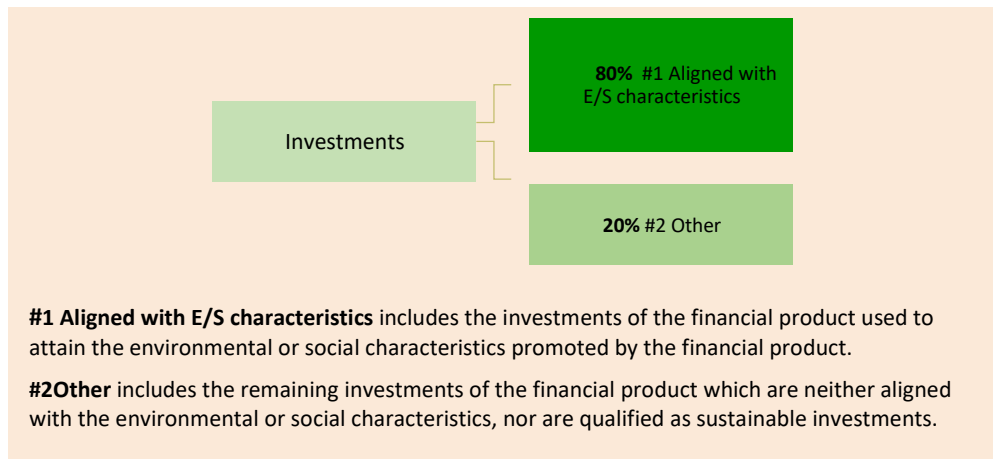 80% #1 Aligned with
E/S characteristics
Investments
20% #2 Other
#1 Aligned with E/S characteristics includes the investments of the financial product used to
attain the environmental or social characteristics promoted by the financial product.
#2Other includes the remaining investments of the financial product which are neither aligned
with the environmental or social characteristics, nor are qualified as sustainable investments.